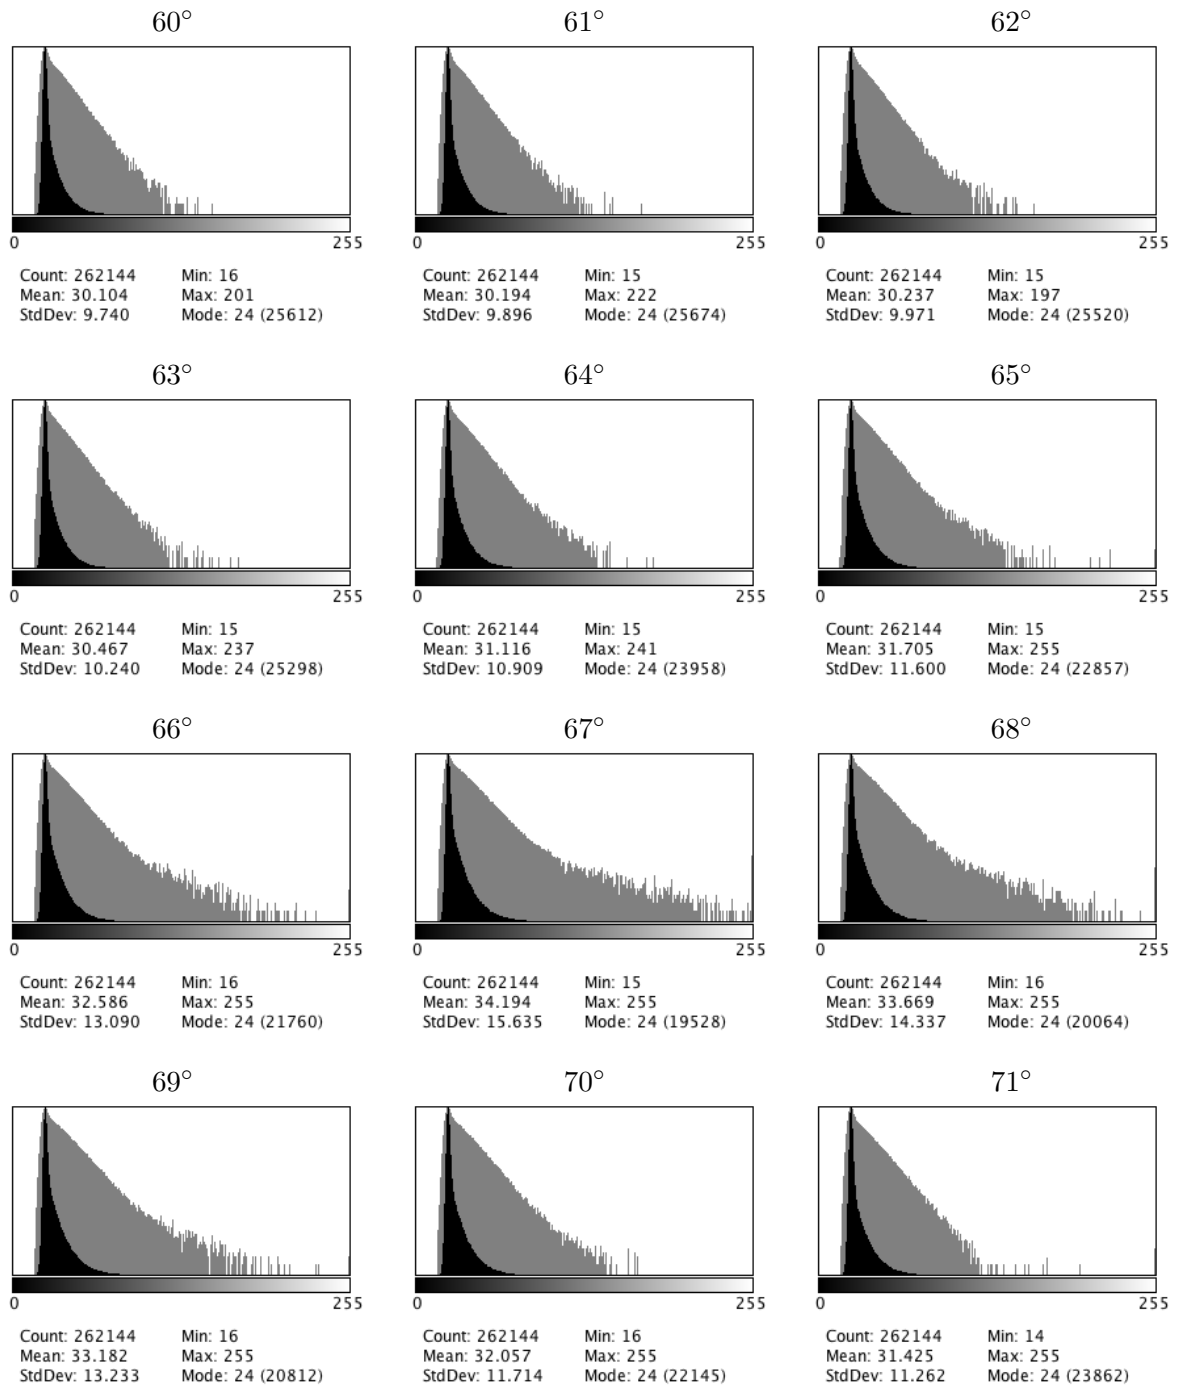 60° 61° 62°
0 255 0 255 0 255
Count: 262144 Min: 16 Count: 262144 Min: 15 Count: 262144 Min: 15
Mean: 30.104 Max: 201 Mean: 30.194 Max: 222 Mean: 30.237 Max: 197
StdDev: 9.740 Mode: 24 (25612) StdDev: 9.896 Mode: 24 (25674) StdDev: 9.971 Mode: 24 (25520)
63° 64° 65°
0 255 0 255 0 255
Count: 262144 Min: 15 Count: 262144 Min: 15 Count: 262144 Min: 15
Mean: 30.467 Max: 237 Mean: 31.116 Max: 241 Mean: 31.705 Max: 255
StdDev: 10.240 Mode: 24 (25298) StdDev: 10.909 Mode: 24 (23958) StdDev: 11.600 Mode: 24 (22857)
66° 67° 68°
0 255 0 255 0 255
Count: 262144 Min: 16 Count: 262144 Min: 15 Count: 262144 Min: 16
Mean: 32.586 Max: 255 Mean: 34.194 Max: 255 Mean: 33.669 Max: 255
StdDev: 13.090 Mode: 24 (21760) StdDev: 15.635 Mode: 24 (19528) StdDev: 14.337 Mode: 24 (20064)
69° 70° 71°
0 255 0 255 0 255
Count: 262144 Min: 16 Count: 262144 Min: 16 Count: 262144 Min: 14
Mean: 33.182 Max: 255 Mean: 32.057 Max: 255 Mean: 31.425 Max: 255
StdDev: 13.233 Mode: 24 (20812) StdDev: 11.714 Mode: 24 (22145) StdDev: 11.262 Mode: 24 (23862)